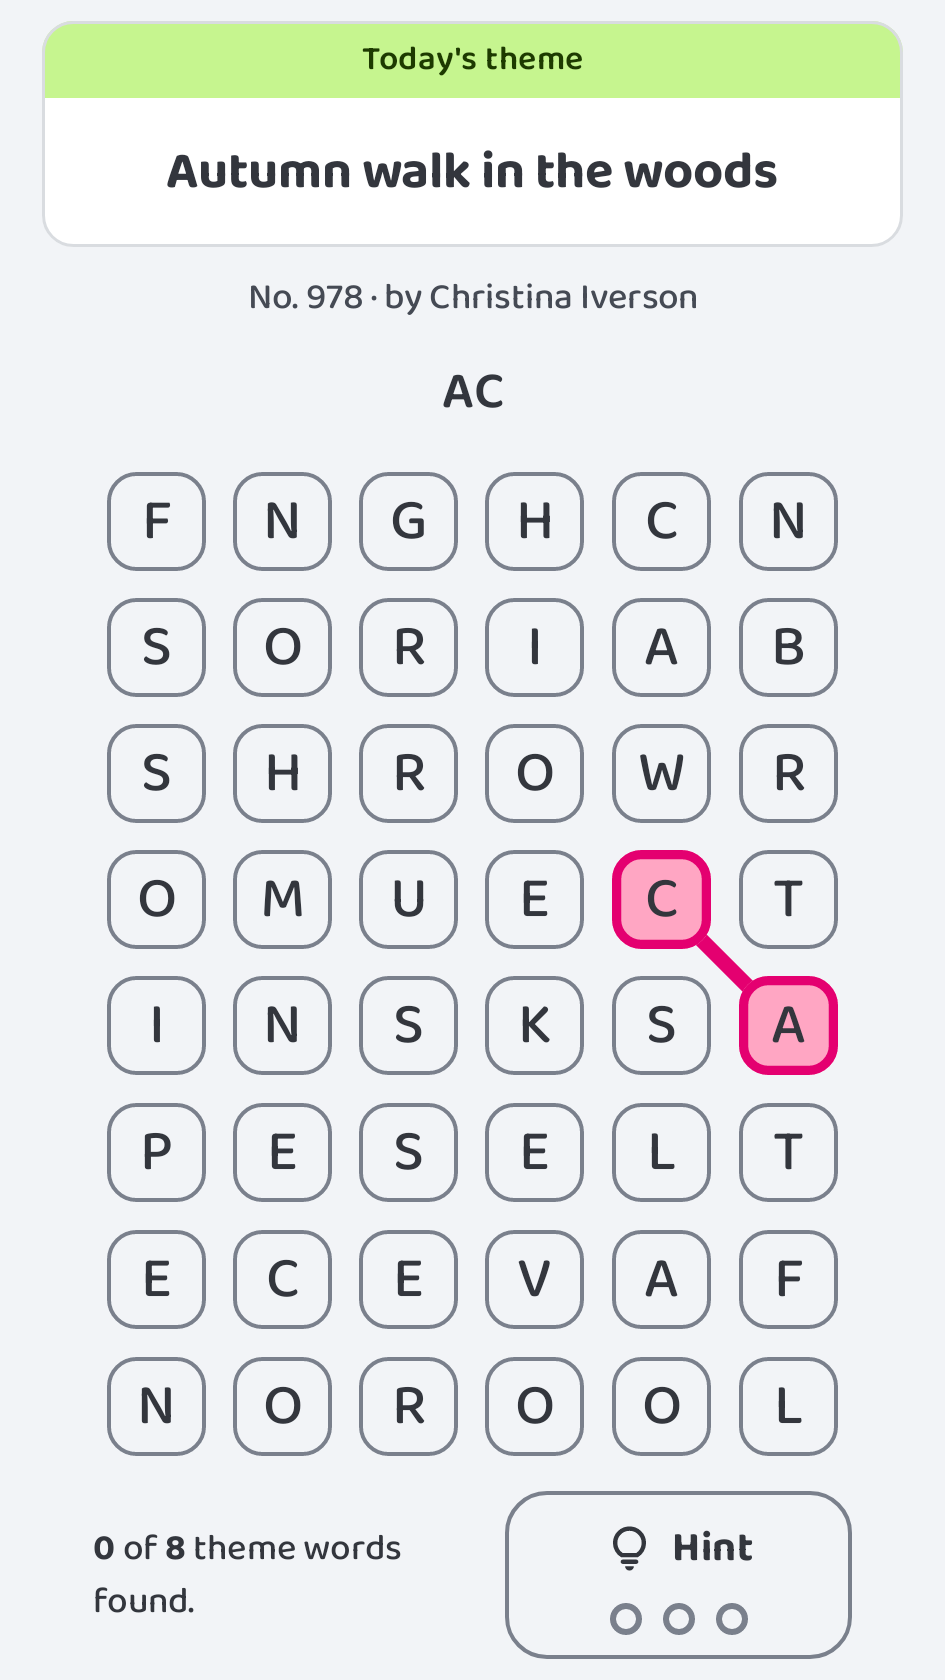 Today's theme
Autumn walk in the woods
No. 978 · by Christina Iverson
AC
F N G H C N
S O R I A B
S H R O W R
O M U E C T
I N S K S A
P E S E L T
E C E V A F
N O R O O L
0 of 8 theme words
found.
Hint